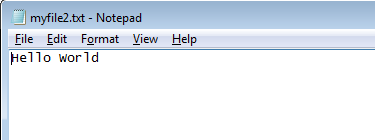 myfile2.txt - Notepad
File Edit Format View Help
Hello World